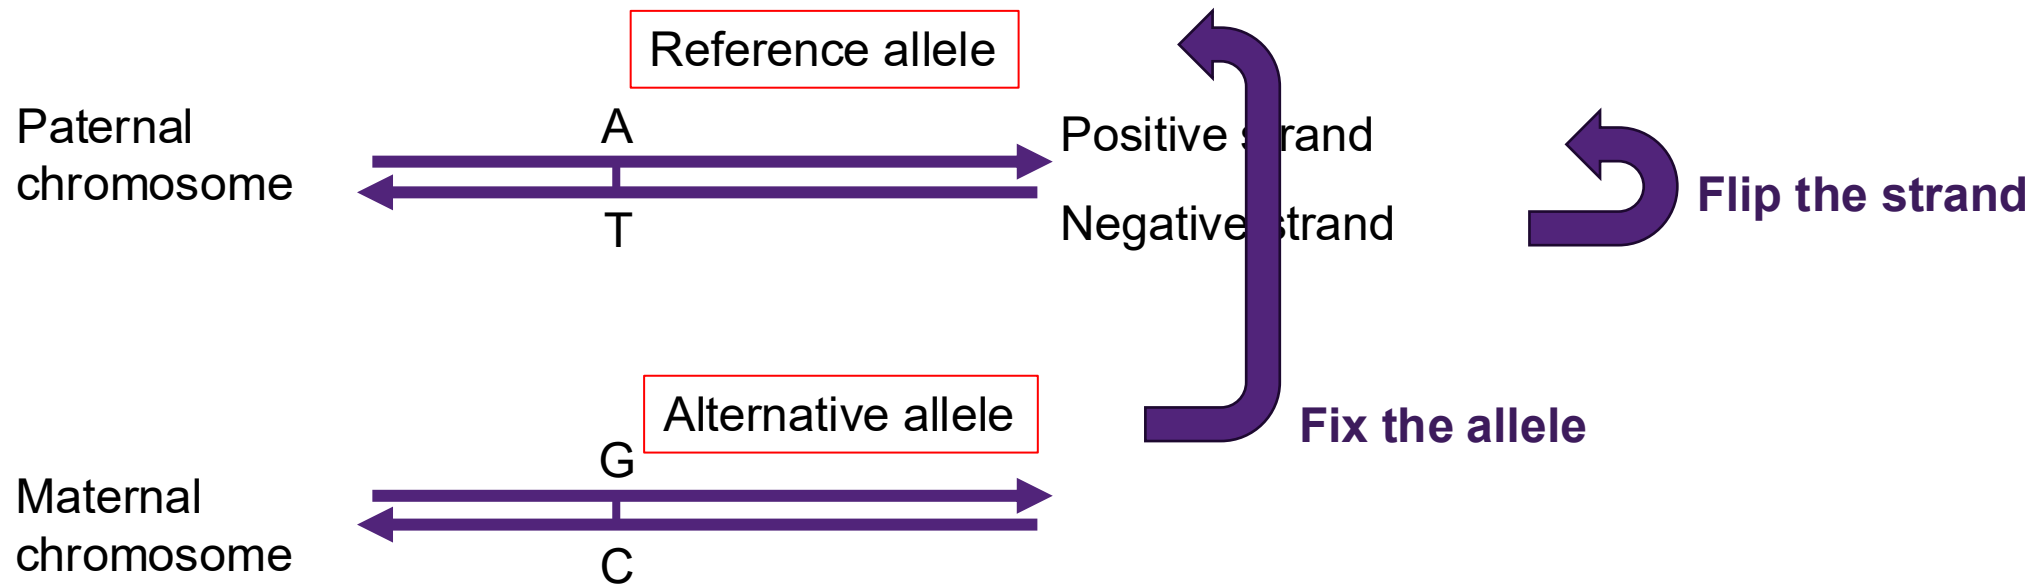 Reference allele
Paternal
chromosome
A
Positive strand
T
Negative strand
Flip the strand
Alternative allele
Fix the allele
G
Maternal
chromosome
C